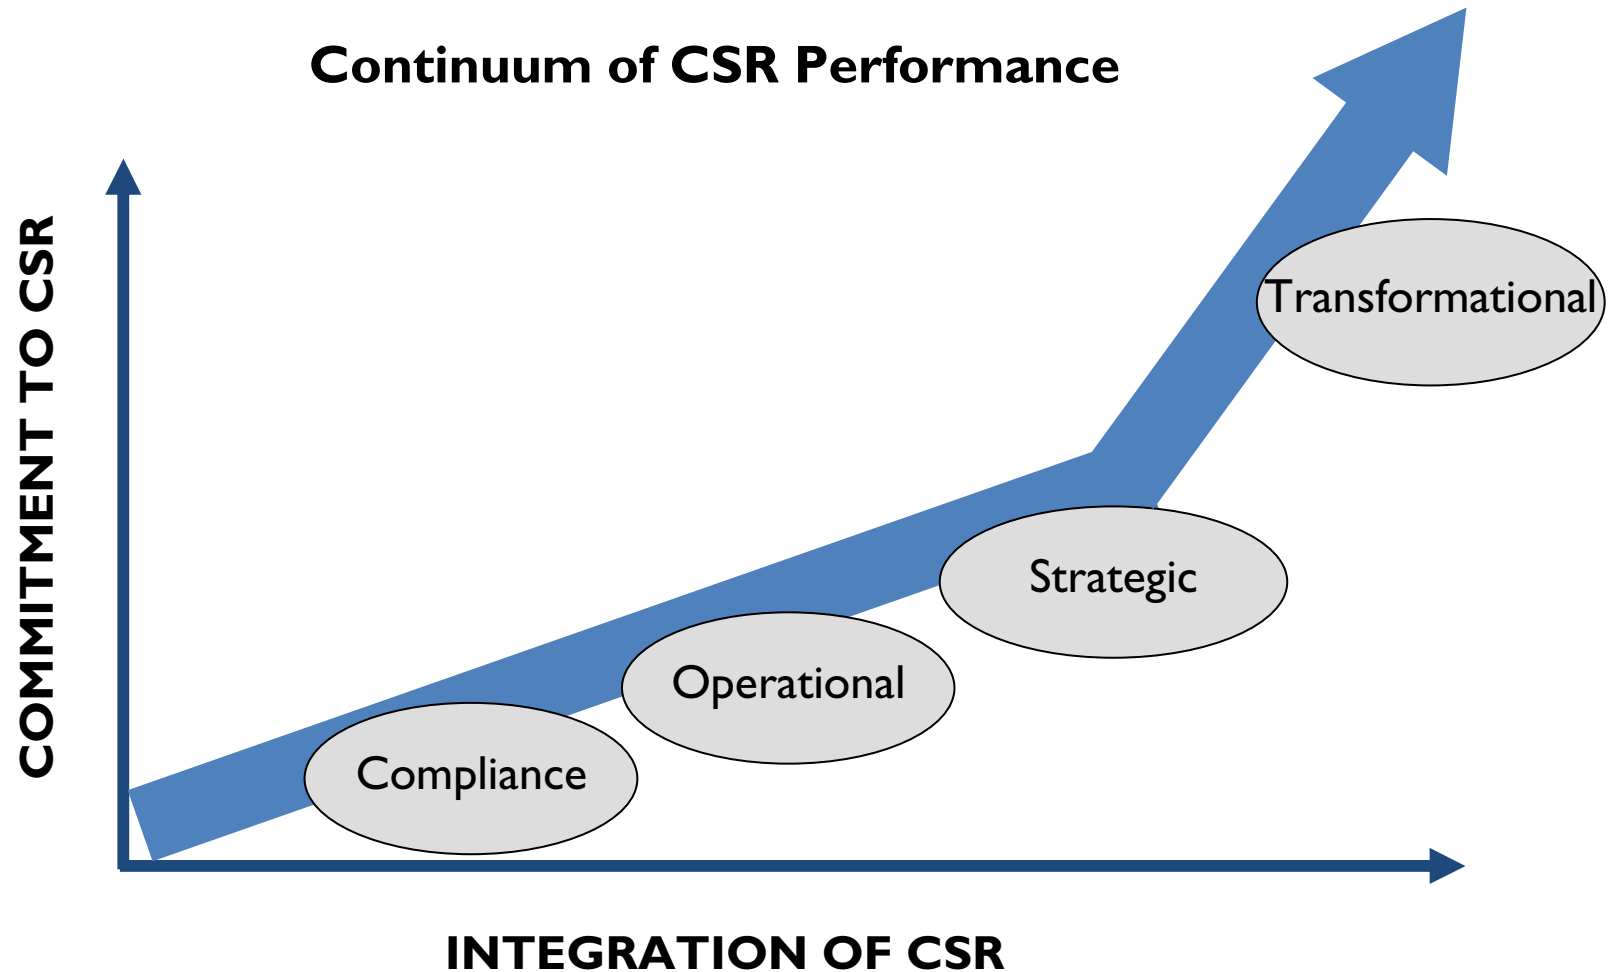 Continuum of CSR Performance
COMMITMENT TO CSR
Transformational
Strategic
Operational
Compliance
INTEGRATION OF CSR